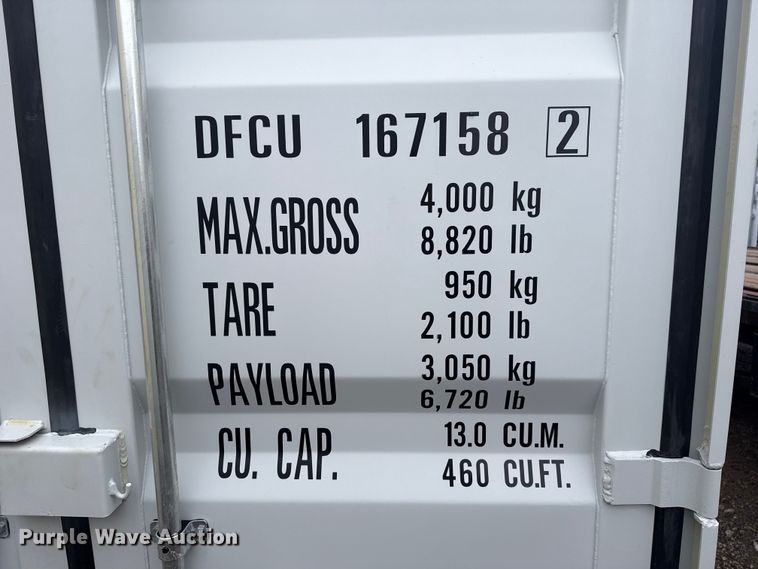 DFCU 167158 2
MAX.GROSS 4,000 kg
8,820 lb
TARE 950 kg
2,100 lb
PAYLOAD 3,050 kg
6,720 lb
CU. CAP. 13.0 CU.M.
460 CU.FT.
Purple Wave Auction